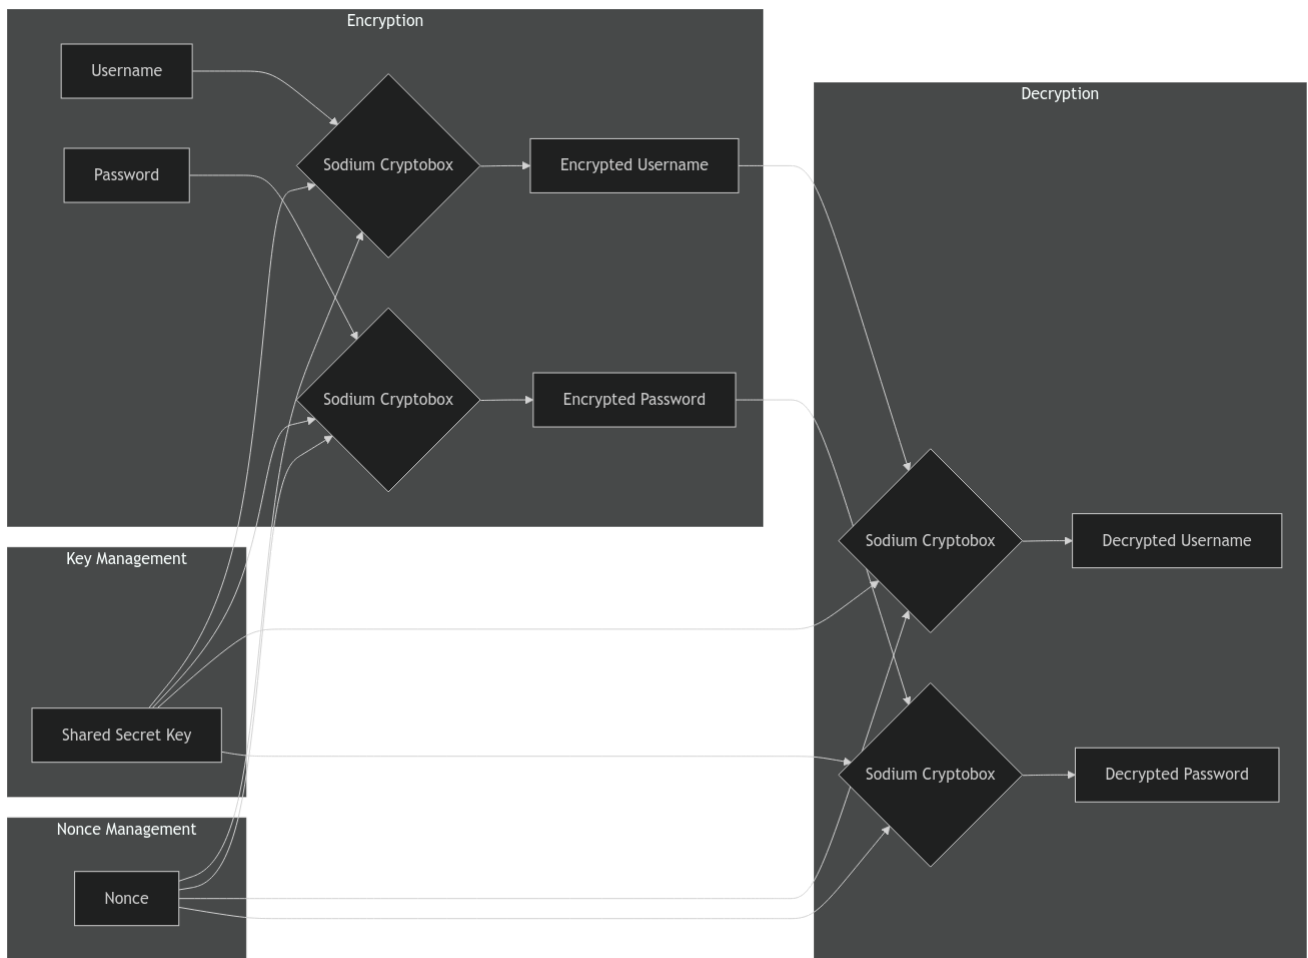 Encryption
Username
Password
Sodium Cryptobox
Encrypted Username
Sodium Cryptobox
Encrypted Password
Key Management
Shared Secret Key
Nonce Management
Nonce
Decryption
Sodium Cryptobox
Decrypted Username
Sodium Cryptobox
Decrypted Password